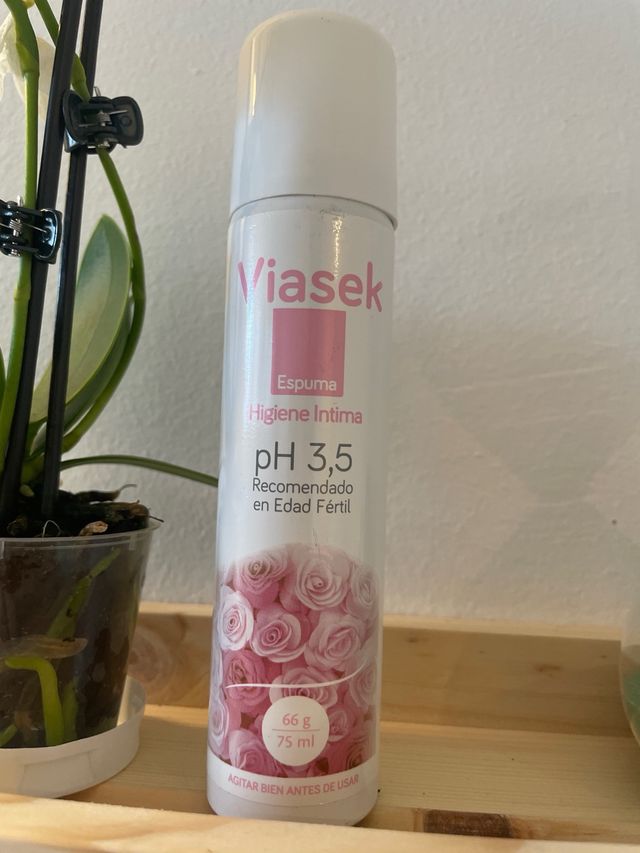 Viasek
Espuma
Higiene Intima
pH 3,5
Recomendado
en Edad Fértil
66 g
75 ml
AGITAR BIEN ANTES DE USAR